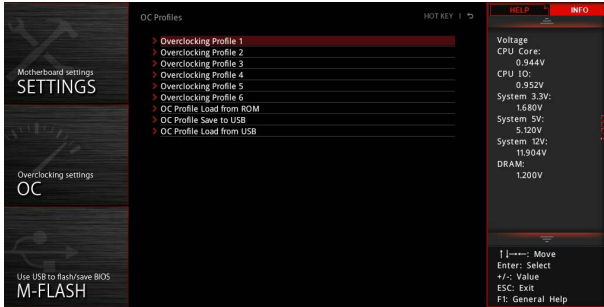 OC Profiles
HOT KEY |
HELP
INFO
Motherboard settings
SETTINGS
Overclocking settings
OC
Use USB to flash/save BIOS
M-FLASH
> Overclocking Profile 1
> Overclocking Profile 2
> Overclocking Profile 3
> Overclocking Profile 4
> Overclocking Profile 5
> Overclocking Profile 6
> OC Profile Load from ROM
> OC Profile Save to USB
> OC Profile Load from USB
Voltage
CPU Core:
0.944V
CPU IO:
0.952V
System 3.3V:
1.680V
System 5V:
5.120V
System 12V:
11.904V
DRAM:
1.200V
↑↓→←: Move
Enter: Select
+/-: Value
ESC: Exit
F1: General Help